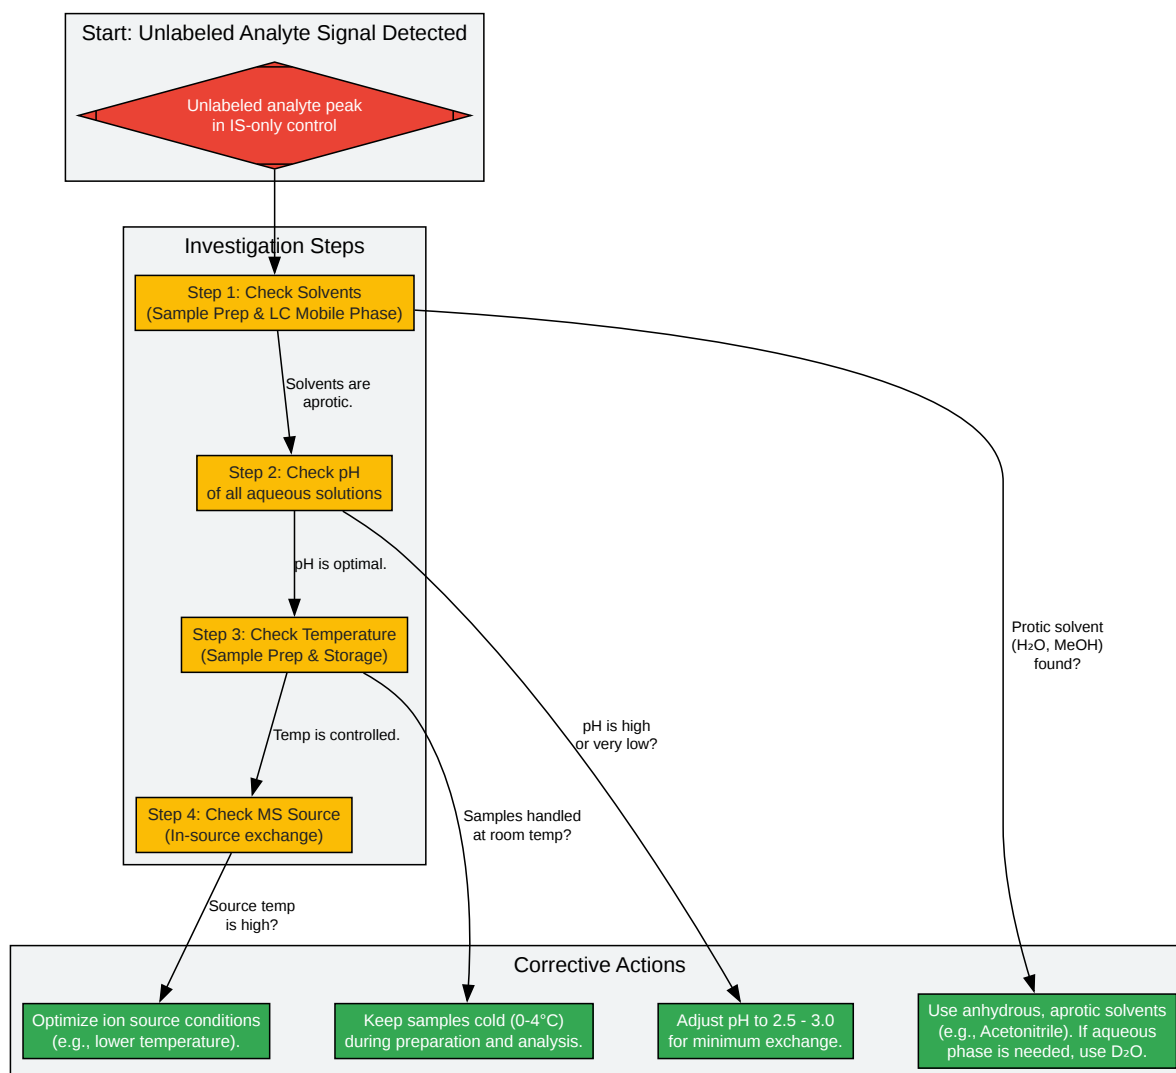 Start: Unlabeled Analyte Signal Detected
Unlabeled analyte peak
in IS-only control
Investigation Steps
Step 1: Check Solvents
(Sample Prep & LC Mobile Phase)
Solvents are
aprotic.
Step 2: Check pH
of all aqueous solutions
pH is optimal.
Step 3: Check Temperature
(Sample Prep & Storage)
Protic solvent
(H₂O, MeOH)
found?
Temp is controlled.
pH is high
or very low?
Step 4: Check MS Source
(In-source exchange)
Samples handled
at room temp?
Source temp
is high?
Corrective Actions
Optimize ion source conditions
(e.g., lower temperature).
Keep samples cold (0-4°C)
during preparation and analysis.
Adjust pH to 2.5 - 3.0
for minimum exchange.
Use anhydrous, aprotic solvents
(e.g., Acetonitrile). If aqueous
phase is needed, use D₂O.